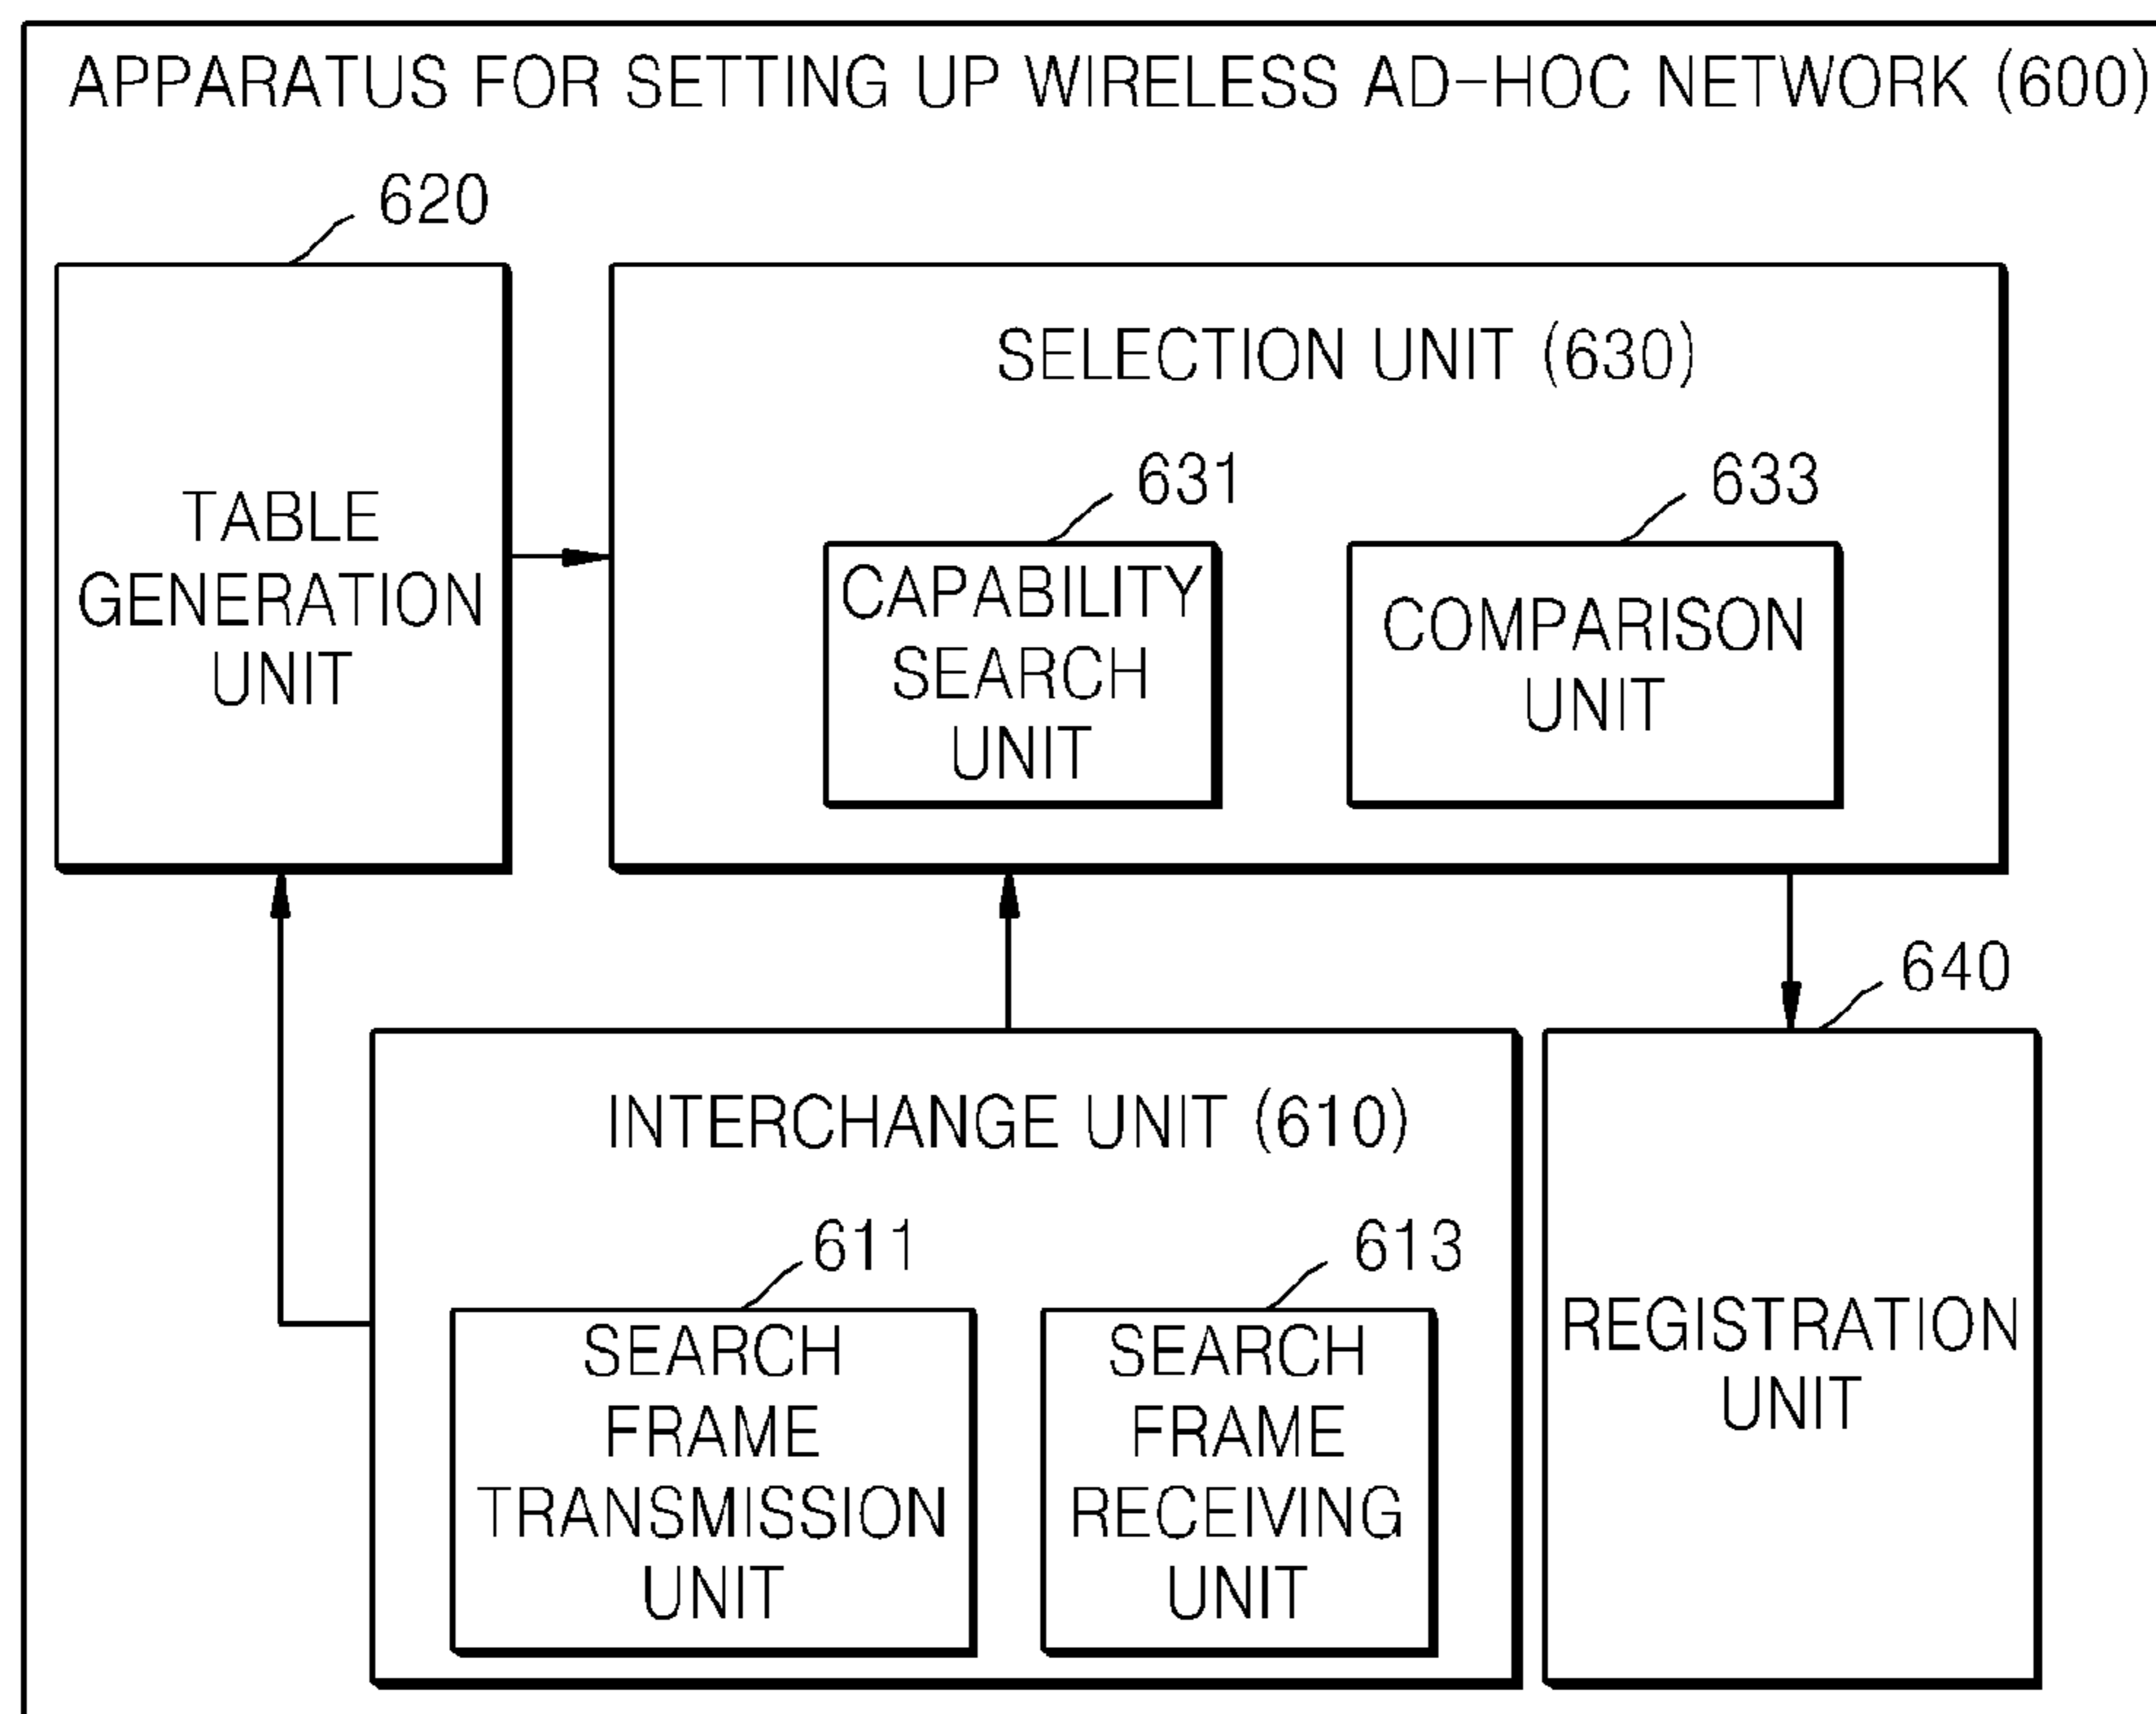 APPARATUS FOR SETTING UP WIRELESS AD-HOC NETWORK (600)
620
TABLE
GENERATION
UNIT
SELECTION UNIT (630)
631
CAPABILITY
SEARCH
UNIT
633
COMPARISON
UNIT
INTERCHANGE UNIT (610)
611
SEARCH
FRAME
TRANSMISSION
UNIT
613
SEARCH
FRAME
RECEIVING
UNIT
640
REGISTRATION
UNIT